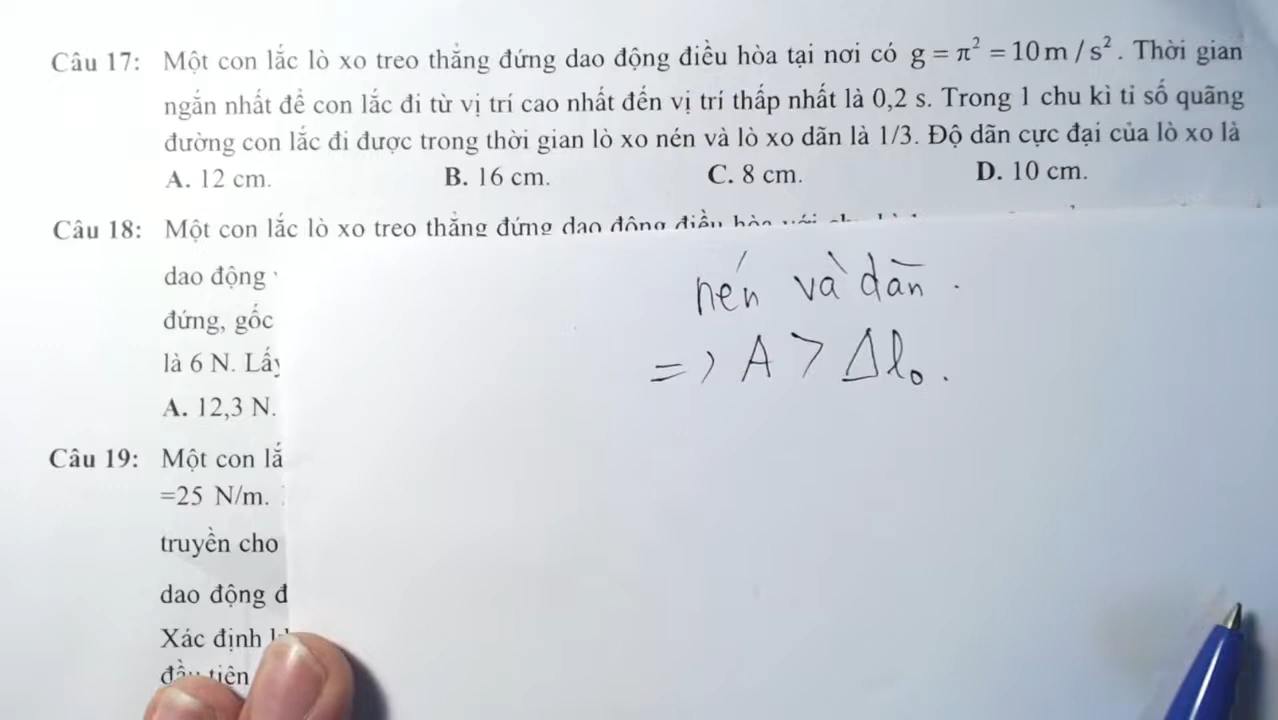 Câu 17: Một con lắc lò xo treo thẳng đứng dao động điều hòa tại nơi có g = π² = 10 m / s². Thời gian
ngắn nhất để con lắc đi từ vị trí cao nhất đến vị trí thấp nhất là 0,2 s. Trong 1 chu kì tỉ số quãng
đường con lắc đi được trong thời gian lò xo nén và lò xo dãn là 1/3. Độ dãn cực đại của lò xo là
A. 12 cm. B. 16 cm. C. 8 cm. D. 10 cm.
Câu 18: Một con lắc lò xo treo thẳng đứng dao động điều hòa với
dao động
nén và dãn.
đứng, gốc
là 6 N. Lấy
=> A > Δl₀.
A. 12,3 N.
Câu 19: Một con lắ
=25 N/m.
truyền cho
dao động đ
Xác định
đầu tiên